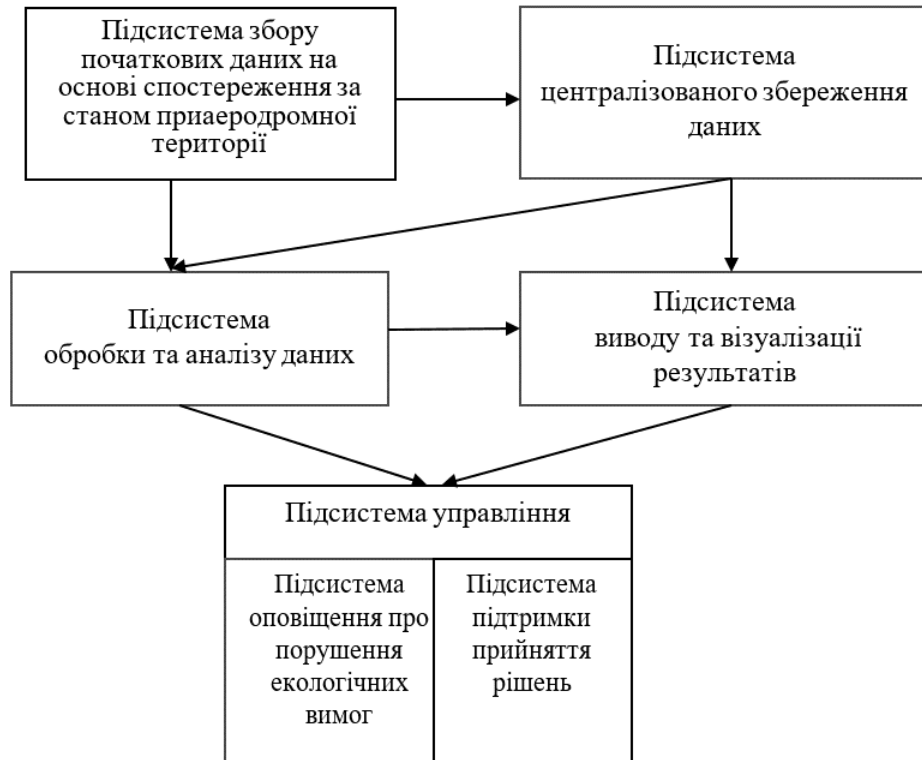 Підсистема збору
початкових даних на
основі спостереження за
станом приаеродромної
території
Підсистема
централізованого збереження
даних
Підсистема
обробки та аналізу даних
Підсистема
виводу та візуалізації
результатів
Підсистема управління
Підсистема
оповіщення про
порушення
екологічних
вимог
Підсистема
підтримки
прийняття
рішень